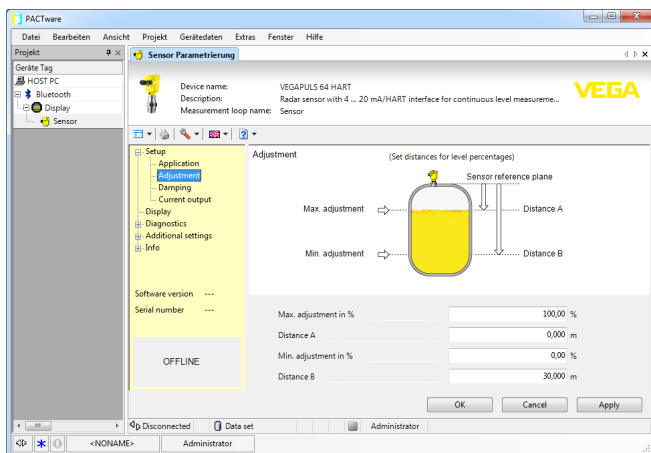 PACTware
Datei Bearbeiten Ansicht Projekt Gerätedaten Extras Fenster Hilfe
Projekt
Geräte Tag
HOST PC
Bluetooth
Display
Sensor
Sensor Parametrierung
Device name: VEGAPULS 64 HART
Description: Radar sensor with 4 ... 20 mA/HART interface for continuous level measureme...
Measurement loop name: Sensor
VEGA
Setup
Application
Adjustment
Damping
Current output
Display
Diagnostics
Additional settings
Info
Software version ---
Serial number ---
OFFLINE
Adjustment (Set distances for level percentages)
Sensor reference plane
Max. adjustment Distance A
Min. adjustment Distance B
Max. adjustment in % 100,00 %
Distance A 0,000 m
Min. adjustment in % 0,00 %
Distance B 30,000 m
OK Cancel Apply
Disconnected Data set Administrator
<NONAME> Administrator